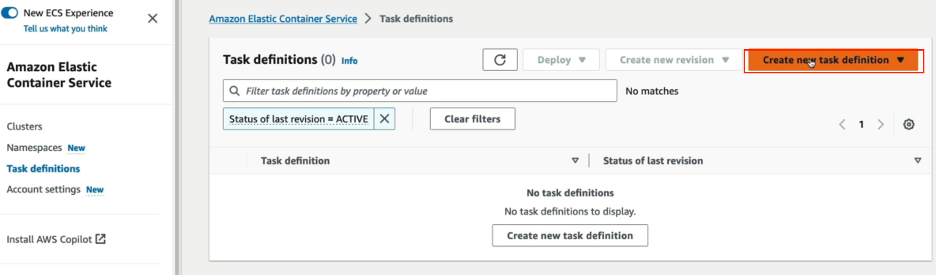 New ECS Experience
Tell us what you think
Amazon Elastic
Container Service
Clusters
Namespaces New
Task definitions
Account settings New
Install AWS Copilot
Amazon Elastic Container Service > Task definitions
Task definitions (0) Info
Deploy
Create new revision
Create new task definition
Filter task definitions by property or value
No matches
Status of last revision = ACTIVE
Clear filters
1
Task definition
Status of last revision
No task definitions
No task definitions to display.
Create new task definition